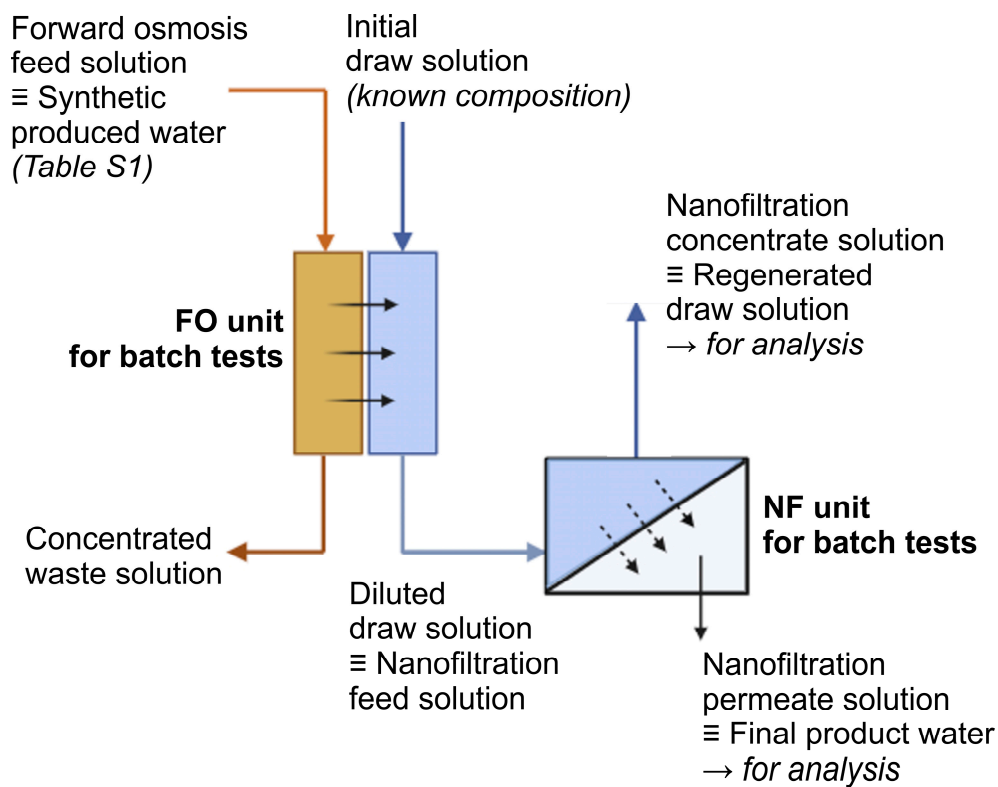 Forward osmosis
feed solution
≡ Synthetic
produced water
(Table S1)
Initial
draw solution
(known composition)
Nanofiltration
concentrate solution
≡ Regenerated
draw solution
→ for analysis
FO unit
for batch tests
NF unit
for batch tests
Concentrated
waste solution
Diluted
draw solution
≡ Nanofiltration
feed solution
Nanofiltration
permeate solution
≡ Final product water
→ for analysis